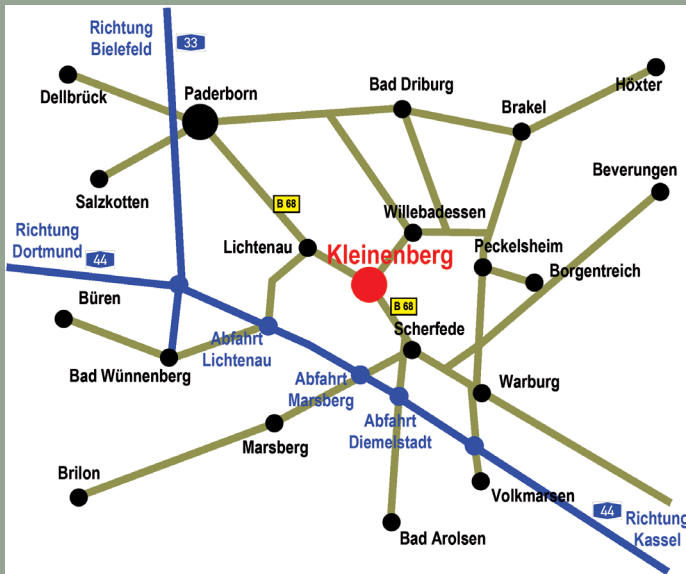 Richtung
Bielefeld
33
Dellbrück
Paderborn
Bad Driburg
Brakel
Höxter
Salzkotten
Beverungen
B 68
Willebadessen
Richtung
Dortmund
44
Lichtenau
Kleinenberg
Peckelsheim
Borgentreich
Büren
B 68
Scherfede
Abfahrt
Lichtenau
Bad Wünnenberg
Abfahrt
Marsberg
Warburg
Abfahrt
Diemelstadt
Marsberg
Brilon
Volkmarsen
44
Richtung
Kassel
Bad Arolsen